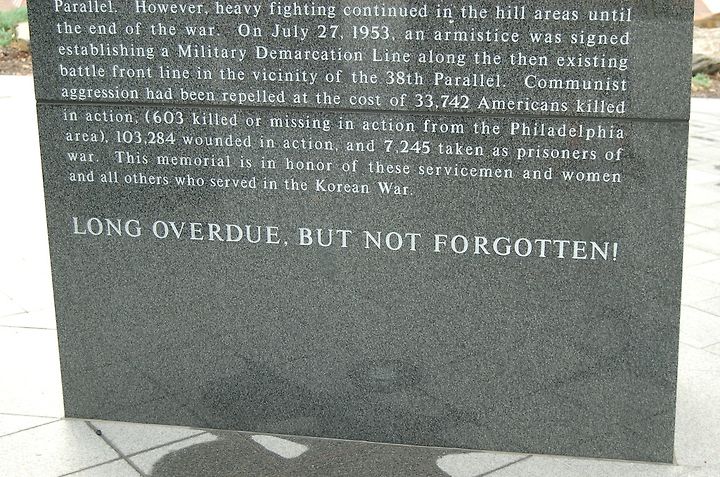 Parallel. However, heavy fighting continued in the hill areas until
the end of the war. On July 27, 1953, an armistice was signed
establishing a Military Demarcation Line along the then existing
battle front line in the vicinity of the 38th Parallel. Communist
aggression had been repelled at the cost of 33,742 Americans killed
in action, (603 killed or missing in action from the Philadelphia
area), 103,284 wounded in action, and 7,245 taken as prisoners of
war. This memorial is in honor of these servicemen and women
and all others who served in the Korean War.
LONG OVERDUE, BUT NOT FORGOTTEN!